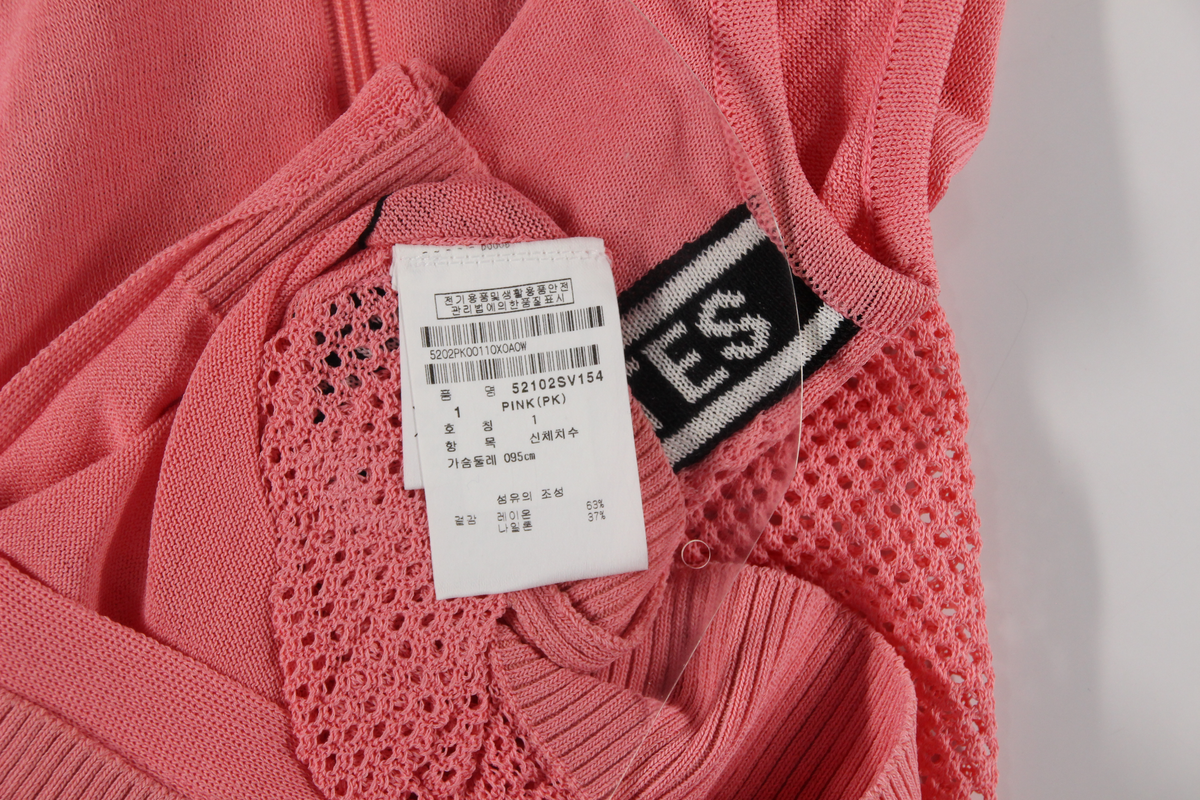 전기용품및생활용품안전
관리법에의한품질표시
5202PK00110X0A0W
품 명 52102SV154
1 PINK(PK)
호 칭 1
항 목 신체치수
가슴둘레 095cm
섬유의 조성
겉감 레이온 63%
나일론 37%
ES